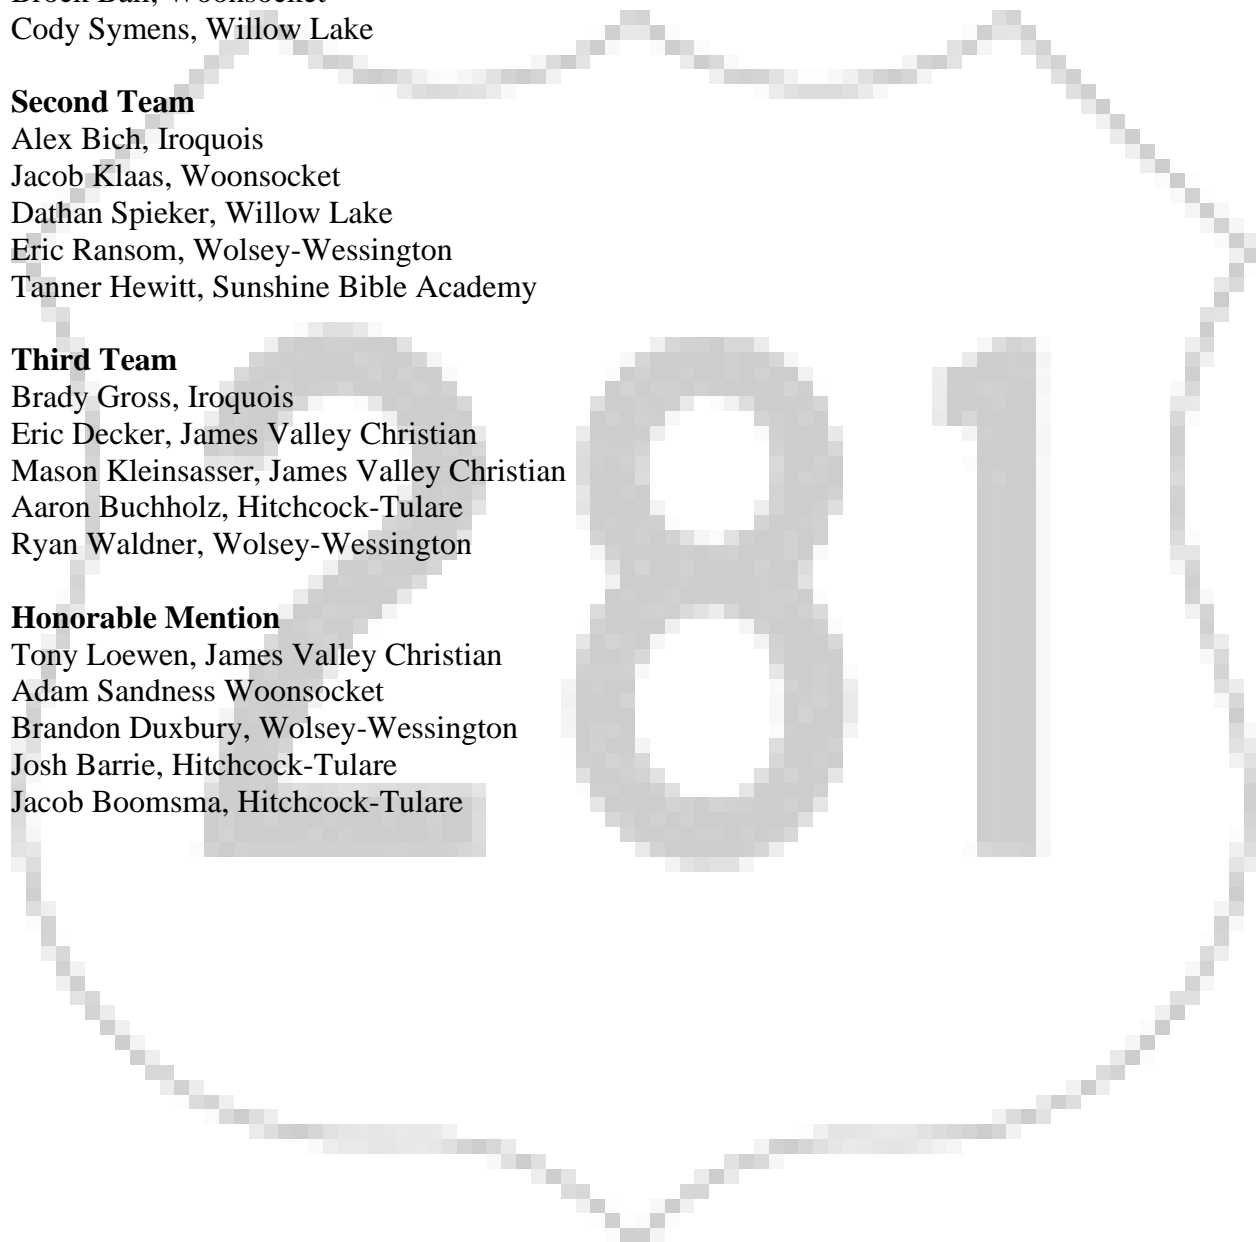 Cody Symens, Willow Lake
Second Team
Alex Bich, Iroquois
Jacob Klaas, Woonsocket
Dathan Spieker, Willow Lake
Eric Ransom, Wolsey-Wessington
Tanner Hewitt, Sunshine Bible Academy
Third Team
Brady Gross, Iroquois
Eric Decker, James Valley Christian
Mason Kleinsasser, James Valley Christian
Aaron Buchholz, Hitchcock-Tulare
Ryan Waldner, Wolsey-Wessington
Honorable Mention
Tony Loewen, James Valley Christian
Adam Sandness Woonsocket
Brandon Duxbury, Wolsey-Wessington
Josh Barrie, Hitchcock-Tulare
Jacob Boomsma, Hitchcock-Tulare
281